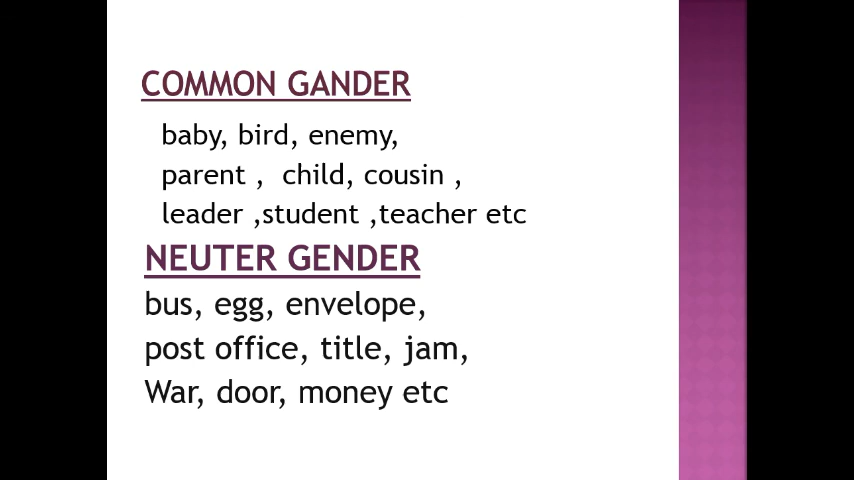 COMMON GANDER
baby, bird, enemy,
parent ,  child, cousin ,
leader ,student ,teacher etc
NEUTER GENDER
bus, egg, envelope,
post office, title, jam,
War, door, money etc